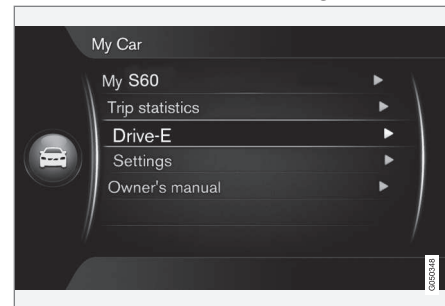 My Car
My S60
Trip statistics
Drive-E
Settings
Owner's manual
G050348